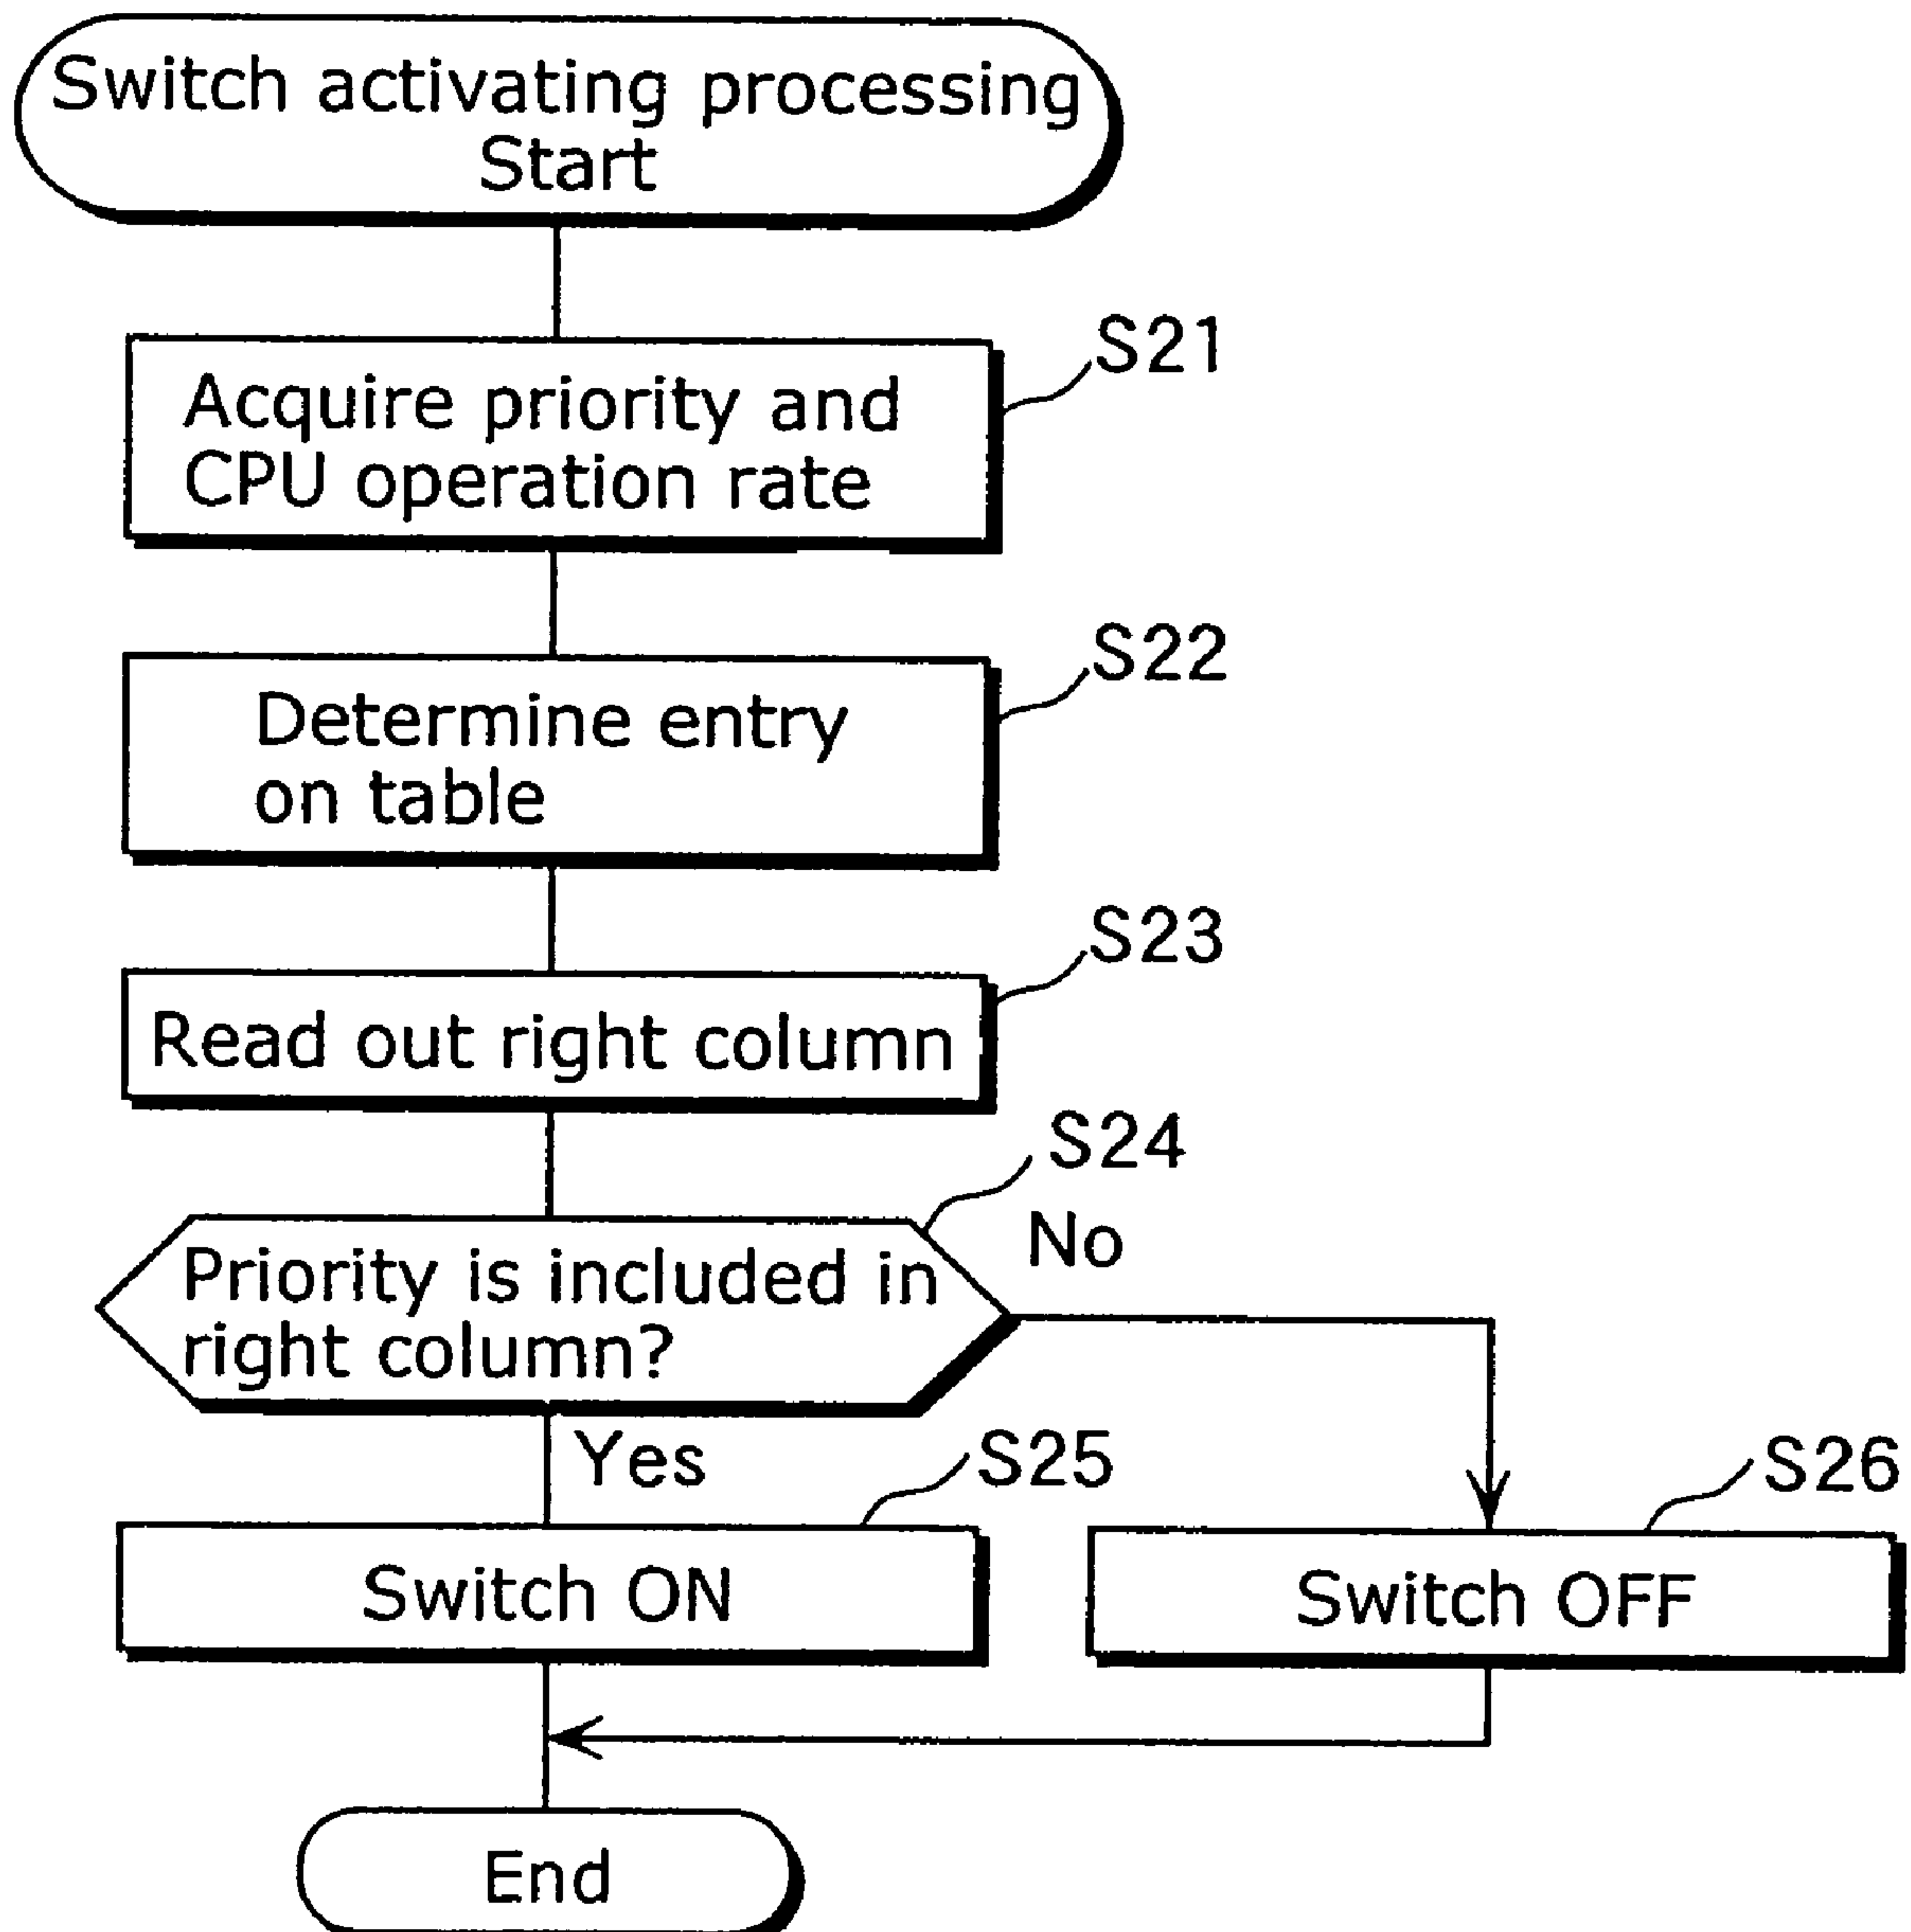 Switch activating processing
Start
S21
Acquire priority and
CPU operation rate
S22
Determine entry
on table
S23
Read out right column
S24
No
Priority is included in
right column?
Yes
S25
S26
Switch ON
Switch OFF
End